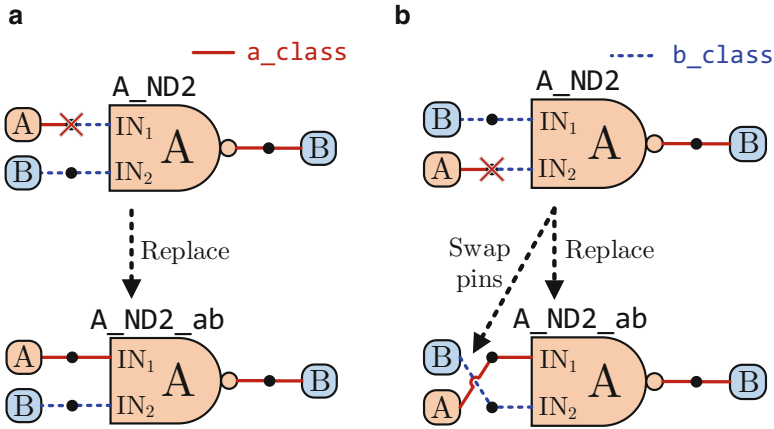 a
a_class
A_ND2
A
IN₁
A
B
B
IN₂
Replace
A_ND2_ab
A
IN₁
A
B
B
IN₂
b
b_class
A_ND2
B
IN₁
A
B
A
IN₂
Swap
pins
Replace
A_ND2_ab
B
IN₁
A
B
A
IN₂